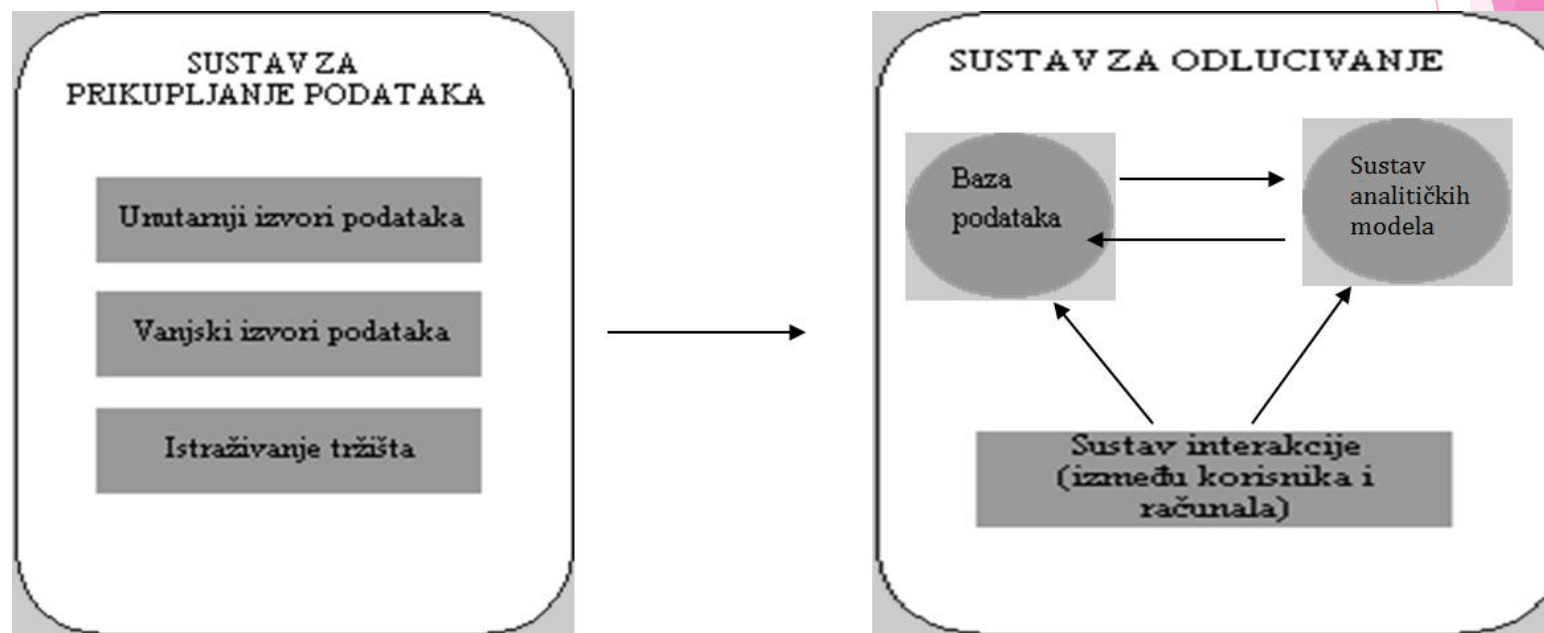 SUSTAV ZA
PRIKUPLJANJE PODATAKA
Unutarnji izvori podataka
Vanjski izvori podataka
Istraživanje tržišta
SUSTAV ZA ODLUCIVANJE
Baza
podataka
Sustav
analitičkih
modela
Sustav interakcije
(između korisnika i
računala)